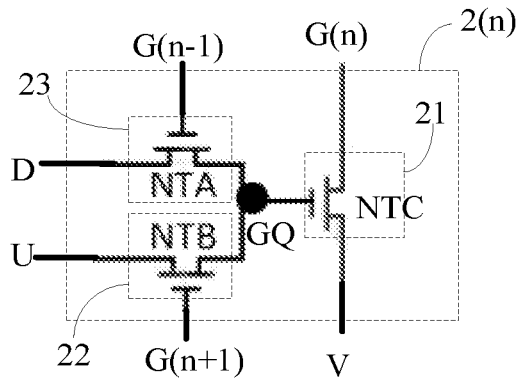 G(n-1)
G(n)
2(n)
23
21
D
NTA
NTC
NTB
GQ
U
22
G(n+1)
V